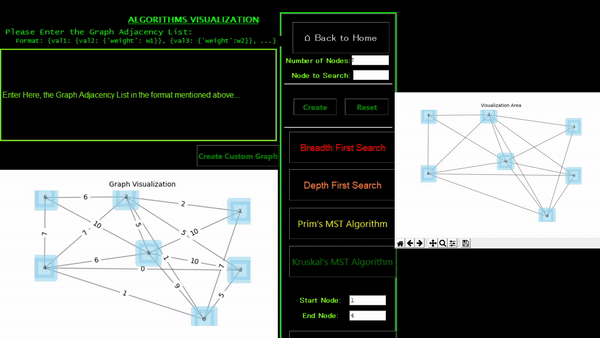 ALGORITHMS VISUALIZATION
Please Enter the Graph Adjacency List:
Format: {val1: {val2: {'weight': w1}}, {val3: {'weight':w2}}, ...}
Enter Here, the Graph Adjacency List in the format mentioned above...
Create Custom Graph
Graph Visualization
6
2
10
7
7
5
5
10
6
1
10
7
0
9
5
1
⌂ Back to Home
Number of Nodes:
Node to Search:
Create
Reset
Breadth First Search
Depth First Search
Prim's MST Algorithm
Kruskal's MST Algorithm
Start Node: 1
End Node: 4
Visualization Area